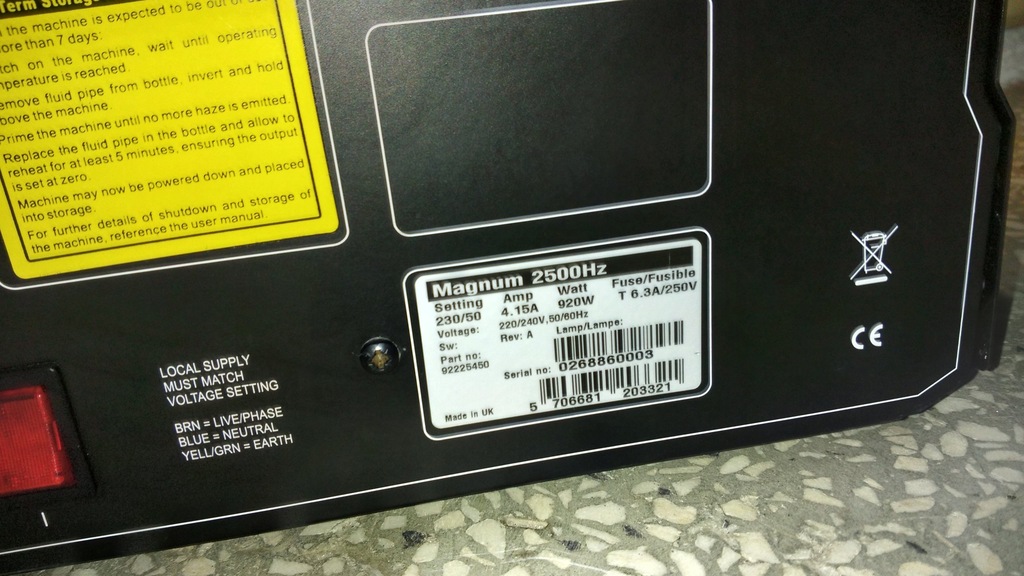 Term Storage
the machine is expected to be out of
more than 7 days:
on the machine, wait until operating
temperature is reached.
Remove fluid pipe from bottle, invert and hold
above the machine.
Prime the machine until no more haze is emitted.
Replace the fluid pipe in the bottle and allow to
reheat for at least 5 minutes, ensuring the output
is set at zero.
Machine may now be powered down and placed
into storage.
For further details of shutdown and storage of
the machine, reference the user manual.
Magnum 2500Hz
Setting Amp Watt Fuse/Fusible
230/50 4.15A 920W T 6.3A/250V
Voltage: 220/240V,50/60Hz
Sw: Rev: A Lamp/Lampe:
Part no:
92225450
Serial no: 0268860003
5 706681 203321
Made in UK
CE
LOCAL SUPPLY
MUST MATCH
VOLTAGE SETTING
BRN = LIVE/PHASE
BLUE = NEUTRAL
YELL/GRN = EARTH
I